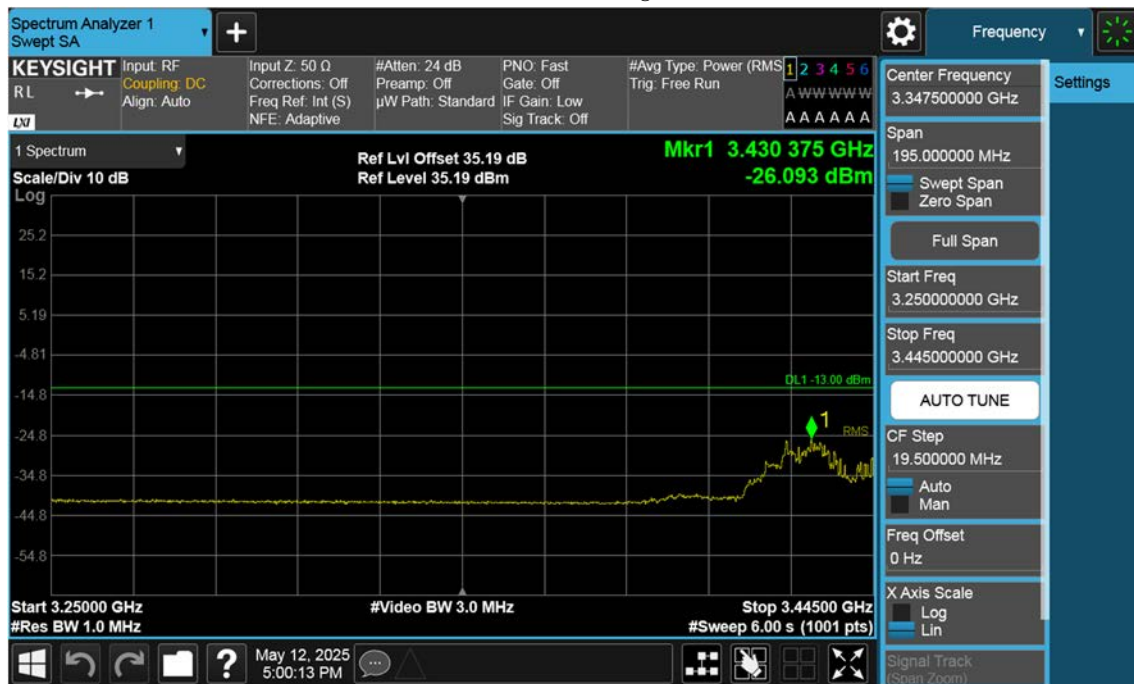 Spectrum Analyzer 1
Swept SA
Frequency
KEYSIGHT
RL
LXI
Input: RF
Coupling: DC
Align: Auto
Input Z: 50 Ω
Corrections: Off
Freq Ref: Int (S)
NFE: Adaptive
#Atten: 24 dB
Preamp: Off
µW Path: Standard
PNO: Fast
Gate: Off
IF Gain: Low
Sig Track: Off
#Avg Type: Power (RMS
Trig: Free Run
1 2 3 4 5 6
A W W W W W
A A A A A A
1 Spectrum
Scale/Div 10 dB
Log
Ref Lvl Offset 35.19 dB
Ref Level 35.19 dBm
Mkr1 3.430 375 GHz
-26.093 dBm
25.2
15.2
5.19
-4.81
DL1 -13.00 dBm
-14.8
1
RMS
-24.8
-34.8
-44.8
-54.8
Start 3.25000 GHz
#Res BW 1.0 MHz
#Video BW 3.0 MHz
Stop 3.44500 GHz
#Sweep 6.00 s (1001 pts)
Center Frequency
3.347500000 GHz
Span
195.000000 MHz
Swept Span
Zero Span
Full Span
Start Freq
3.250000000 GHz
Stop Freq
3.445000000 GHz
AUTO TUNE
CF Step
19.500000 MHz
Auto
Man
Freq Offset
0 Hz
X Axis Scale
Log
Lin
Signal Track
(Span Zoom)
Settings
?
May 12, 2025
5:00:13 PM